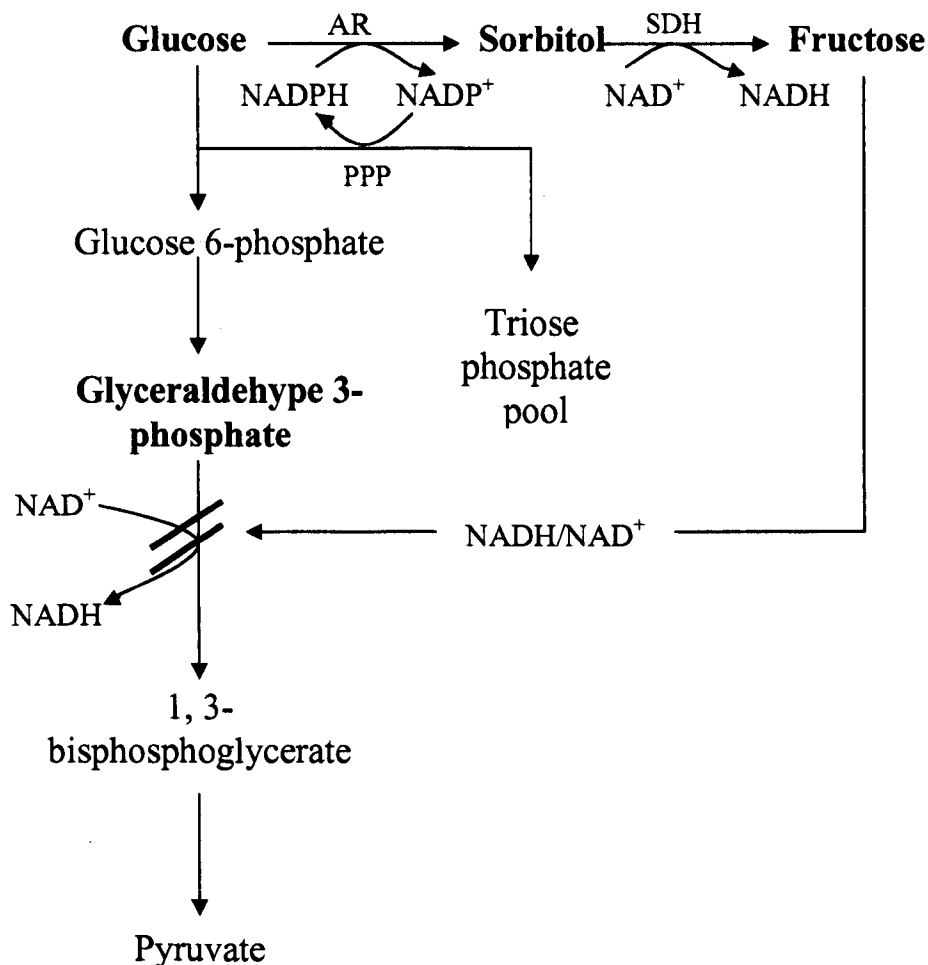 AR
SDH
Glucose
Sorbitol
Fructose
NADPH
NADP⁺
NAD⁺
NADH
PPP
Glucose 6-phosphate
Triose
phosphate
pool
Glyceraldehype 3-
phosphate
NAD⁺
NADH/NAD⁺
NADH
1, 3-
bisphosphoglycerate
Pyruvate